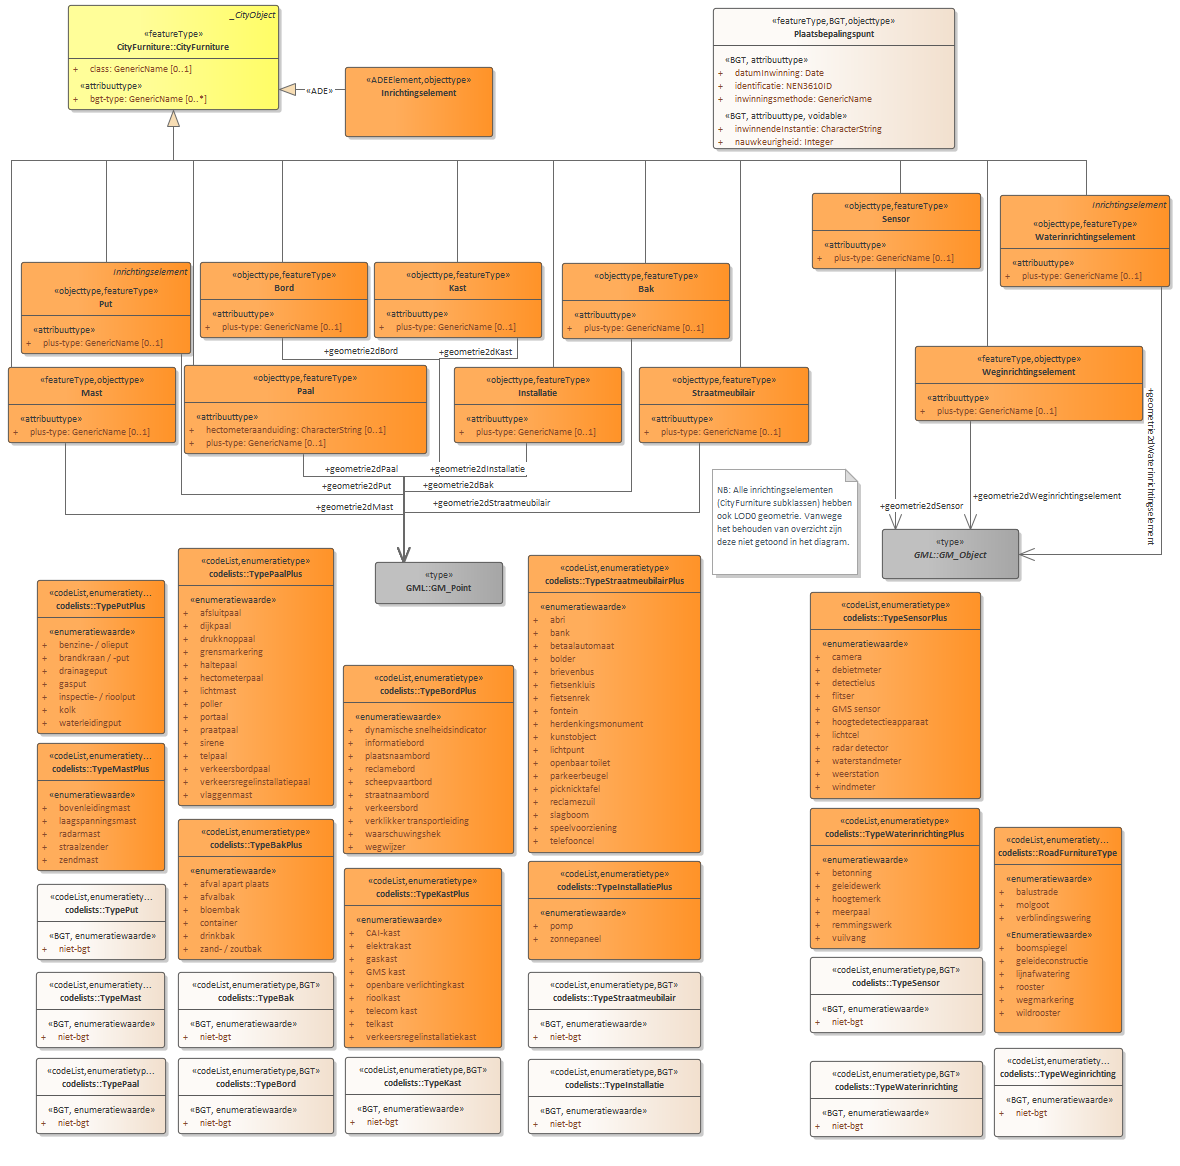 _CityObject
«featureType»
CityFurniture::CityFurniture
+ class: GenericName [0..1]
«attribuuttype»
+ bgt-type: GenericName [0..*]
«ADE»
«ADEElement,objecttype»
Inrichtingselement
«featureType,BGT,objecttype»
Plaatsbepalingspunt
«BGT, attribuuttype»
+ datumInwinning: Date
+ identificatie: NEN3610ID
+ inwinningsmethode: GenericName
«BGT, attribuuttype, voidable»
+ inwinnendeInstantie: CharacterString
+ nauwkeurigheid: Integer
«objecttype,featureType»
Sensor
«attribuuttype»
+ plus-type: GenericName [0..1]
Inrichtingselement
«objecttype,featureType»
Waterinrichtingselement
«attribuuttype»
+ plus-type: GenericName [0..1]
Inrichtingselement
«objecttype,featureType»
Put
«attribuuttype»
+ plus-type: GenericName [0..1]
«objecttype,featureType»
Bord
«attribuuttype»
+ plus-type: GenericName [0..1]
«objecttype,featureType»
Kast
«attribuuttype»
+ plus-type: GenericName [0..1]
«objecttype,featureType»
Bak
«attribuuttype»
+ plus-type: GenericName [0..1]
+geometrie2dBord
+geometrie2dKast
«featureType,objecttype»
Weginrichtingselement
«attribuuttype»
+ plus-type: GenericName [0..1]
«featureType,objecttype»
Mast
«attribuuttype»
+ plus-type: GenericName [0..1]
«objecttype,featureType»
Paal
«attribuuttype»
+ hectometeraanduiding: CharacterString [0..1]
+ plus-type: GenericName [0..1]
«objecttype,featureType»
Installatie
«attribuuttype»
+ plus-type: GenericName [0..1]
«objecttype,featureType»
Straatmeubilair
«attribuuttype»
+ plus-type: GenericName [0..1]
+geometrie2dWaterinrichtingselement
+geometrie2dPaal
+geometrie2dInstallatie
+geometrie2dPut
+geometrie2dBak
+geometrie2dMast
+geometrie2dStraatmeubilair
NB: Alle inrichtingselementen
(CityFurniture subklassen) hebben
ook LOD0 geometrie. Vanwege
het behouden van overzicht zijn
deze niet getoond in het diagram.
+geometrie2dSensor
+geometrie2dWeginrichtingselement
«type»
GML::GM_Object
«type»
GML::GM_Point
«codeList,enumeratiety...
codelists::TypePutPlus
«enumeratiewaarde»
+ benzine- / olieput
+ brandkraan / -put
+ drainageput
+ gasput
+ inspectie- / rioolput
+ kolk
+ waterleidingput
«codeList,enumeratietype»
codelists::TypePaalPlus
«enumeratiewaarde»
+ afsluitpaal
+ dijkpaal
+ drukknoppaal
+ grensmarkering
+ haltepaal
+ hectometerpaal
+ lichtmast
+ poller
+ portaal
+ praatpaal
+ sirene
+ telpaal
+ verkeersbordpaal
+ verkeersregelinstallatiepaal
+ vlaggenmast
«codeList,enumeratietype»
codelists::TypeBordPlus
«enumeratiewaarde»
+ dynamische snelheidsindicator
+ informatiebord
+ plaatsnaambord
+ reclamebord
+ scheepvaartbord
+ straatnaambord
+ verkeersbord
+ verklikker transportleiding
+ waarschuwingshek
+ wegwijzer
«codeList,enumeratietype»
codelists::TypeStraatmeubilairPlus
«enumeratiewaarde»
+ abri
+ bank
+ betaalautomaat
+ bolder
+ brievenbus
+ fietsenkluis
+ fietsenrek
+ fontein
+ herdenkingsmonument
+ kunstobject
+ lichtpunt
+ openbaar toilet
+ parkeerbeugel
+ picknicktafel
+ reclamezuil
+ slagboom
+ speelvoorziening
+ telefooncel
«codeList,enumeratietype»
codelists::TypeSensorPlus
«enumeratiewaarde»
+ camera
+ debietmeter
+ detectielus
+ flitser
+ GMS sensor
+ hoogtedetectieapparaat
+ lichtcel
+ radar detector
+ waterstandmeter
+ weerstation
+ windmeter
«codeList,enumeratiety...
codelists::TypeMastPlus
«enumeratiewaarde»
+ bovenleidingmast
+ laagspanningsmast
+ radarmast
+ straalzender
+ zendmast
«codeList,enumeratietype»
codelists::TypeBakPlus
«enumeratiewaarde»
+ afval apart plaats
+ afvalbak
+ bloembak
+ container
+ drinkbak
+ zand- / zoutbak
«codeList,enumeratietype»
codelists::TypeKastPlus
«enumeratiewaarde»
+ CAI-kast
+ elektrakast
+ gaskast
+ GMS kast
+ openbare verlichtingkast
+ rioolkast
+ telecom kast
+ telkast
+ verkeersregelinstallatiekast
«codeList,enumeratietype»
codelists::TypeInstallatiePlus
«enumeratiewaarde»
+ pomp
+ zonnepaneel
«codeList,enumeratietype»
codelists::TypeWaterinrichtingPlus
«enumeratiewaarde»
+ betonning
+ geleidewerk
+ hoogtemerk
+ meerpaal
+ remmingswerk
+ vuilvang
«codeList,enumeratiety...
codelists::RoadFurnitureType
«enumeratiewaarde»
+ balustrade
+ molgoot
+ verblindingswering
«Enumeratiewaarde»
+ boomspiegel
+ geleideconstructie
+ lijnafwatering
+ rooster
+ wegmarkering
+ wildrooster
«codeList,enumeratiety...
codelists::TypePut
«BGT, enumeratiewaarde»
+ niet-bgt
«codeList,enumeratiety...
codelists::TypeMast
«BGT, enumeratiewaarde»
+ niet-bgt
«codeList,enumeratietype,BGT»
codelists::TypeBak
«BGT, enumeratiewaarde»
+ niet-bgt
«codeList,enumeratietype,BGT»
codelists::TypeStraatmeubilair
«BGT, enumeratiewaarde»
+ niet-bgt
«codeList,enumeratietype,BGT»
codelists::TypeSensor
«BGT, enumeratiewaarde»
+ niet-bgt
«codeList,enumeratietyp...
codelists::TypePaal
«BGT, enumeratiewaarde»
+ niet-bgt
«codeList,enumeratietype,BGT»
codelists::TypeBord
«BGT, enumeratiewaarde»
+ niet-bgt
«codeList,enumeratietype,BGT»
codelists::TypeKast
«BGT, enumeratiewaarde»
+ niet-bgt
«codeList,enumeratietype,BGT»
codelists::TypeInstallatie
«BGT, enumeratiewaarde»
+ niet-bgt
«codeList,enumeratietype,BGT»
codelists::TypeWaterinrichting
«BGT, enumeratiewaarde»
+ niet-bgt
«codeList,enumeratiety...
codelists::TypeWeginrichting
«BGT, enumeratiewaarde»
+ niet-bgt